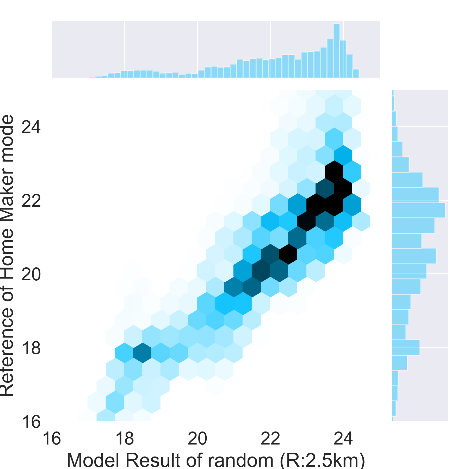 Reference of Home Maker mode
24
22
20
18
16
16 18 20 22 24
Model Result of random (R:2.5km)